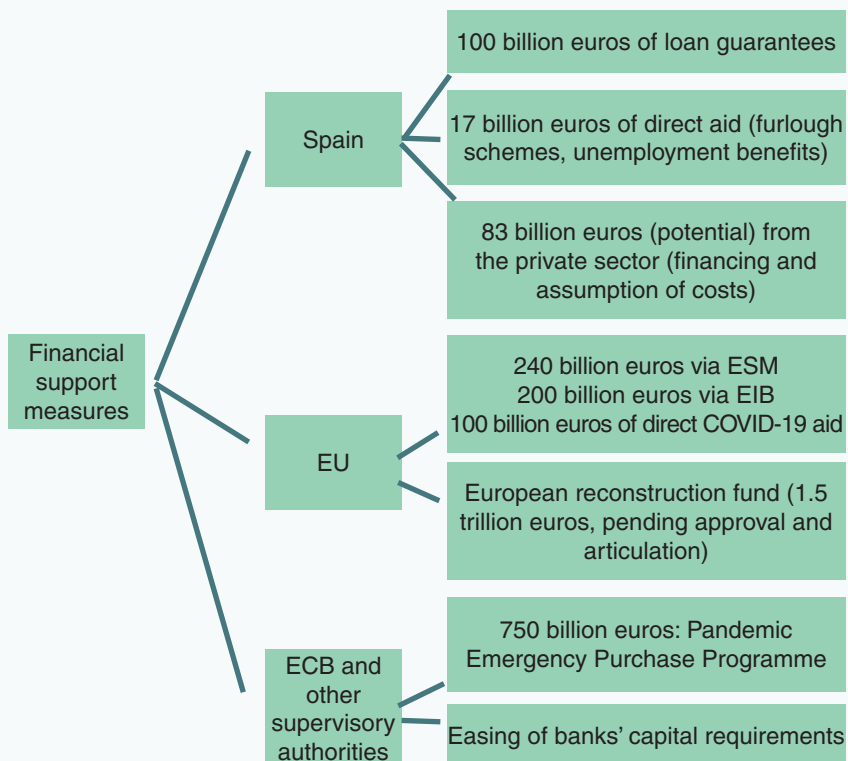 Financial
support
measures
Spain
100 billion euros of loan guarantees
17 billion euros of direct aid (furlough
schemes, unemployment benefits)
83 billion euros (potential) from
the private sector (financing and
assumption of costs)
EU
240 billion euros via ESM
200 billion euros via EIB
100 billion euros of direct COVID-19 aid
European reconstruction fund (1.5
trillion euros, pending approval and
articulation)
ECB and
other
supervisory
authorities
750 billion euros: Pandemic
Emergency Purchase Programme
Easing of banks’ capital requirements